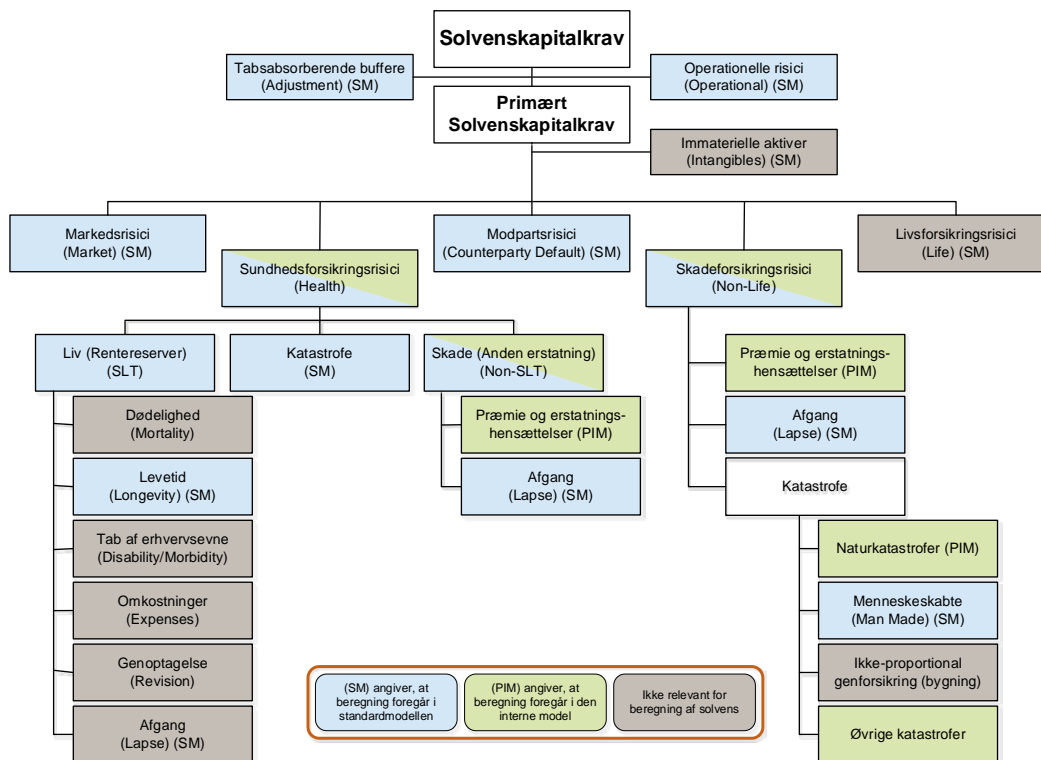 Solvenskapitalkrav
Tabsabsorberende buffere
(Adjustment) (SM)
Operationelle risici
(Operational) (SM)
Primært
Solvenskapitalkrav
Immaterielle aktiver
(Intangibles) (SM)
Markedsrisici
(Market) (SM)
Sundhedsforsikringsrisici
(Health)
Modpartsrisici
(Counterparty Default) (SM)
Skadeforsikringsrisici
(Non-Life)
Livsforsikringsrisici
(Life) (SM)
Liv (Rentereserver)
(SLT)
Katastrofe
(SM)
Skade (Anden erstatning)
(Non-SLT)
Dødelighed
(Mortality)
Levetid
(Longevity) (SM)
Tab af erhvervsevne
(Disability/Morbidity)
Omkostninger
(Expenses)
Genoptagelse
(Revision)
Afgang
(Lapse) (SM)
Præmie og erstatnings-
hensættelser (PIM)
Afgang
(Lapse) (SM)
Præmie og erstatnings-
hensættelser (PIM)
Afgang
(Lapse) (SM)
Katastrofe
Naturkatastrofer (PIM)
Menneskeskabte
(Man Made) (SM)
Ikke-proportional
genforsikring (bygning)
Øvrige katastrofer
(SM) angiver, at
beregning foregår i
standardmodellen
(PIM) angiver, at
beregning foregår i den
interne model
Ikke relevant for
beregning af solvens